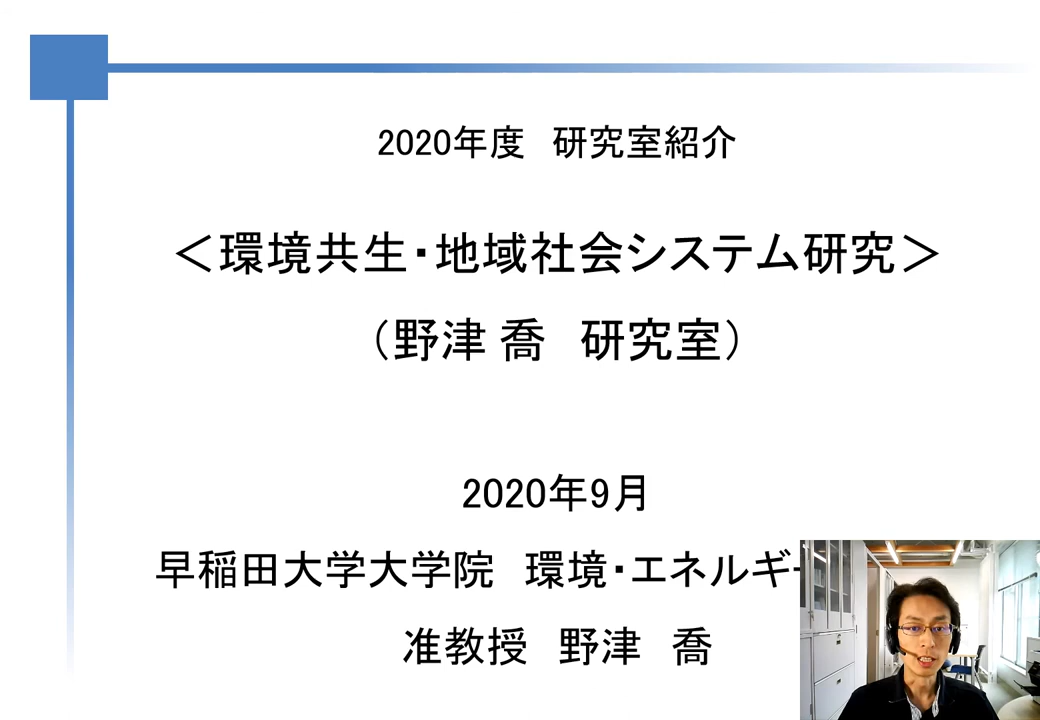 2020年度　研究室紹介
＜環境共生・地域社会システム研究＞
（野津 喬　研究室）
2020年9月
早稲田大学大学院　環境・エネルギー
准教授　野津　喬